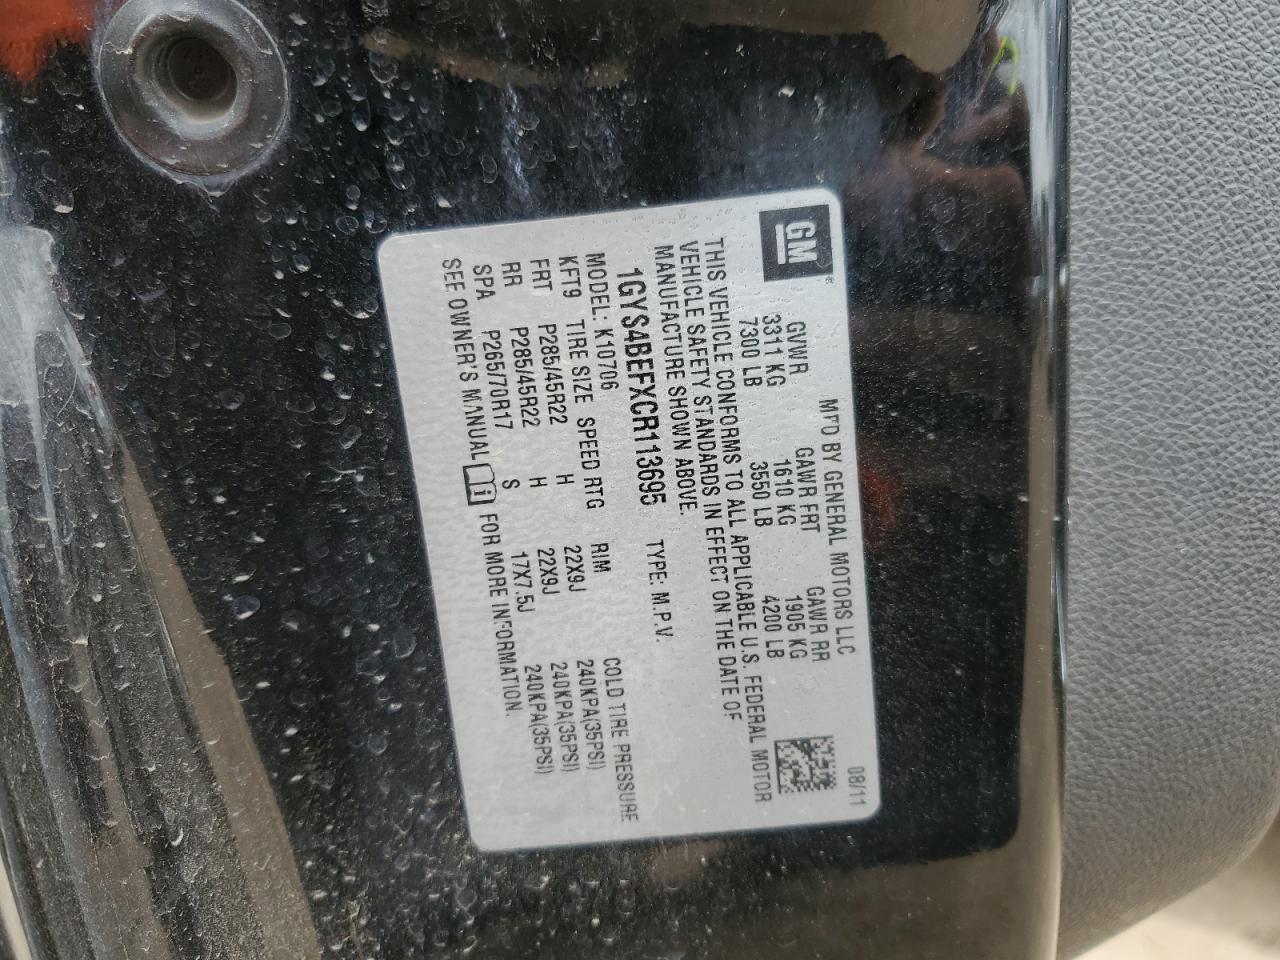 GM
MFD BY GENERAL MOTORS LLC 08/11
GVWR GAWR FRT GAWR RR
3311 KG 1610 KG 1905 KG
7300 LB 3550 LB 4200 LB
THIS VEHICLE CONFORMS TO ALL APPLICABLE U.S. FEDERAL MOTOR
VEHICLE SAFETY STANDARDS IN EFFECT ON THE DATE OF
MANUFACTURE SHOWN ABOVE.
1GYS4BEFXCR113695 TYPE: M.P.V.
MODEL: K10706
KFT9 TIRE SIZE SPEED RTG RIM COLD TIRE PRESSURE
FRT P285/45R22 H 22X9J 240KPA(35PSI)
RR P285/45R22 H 22X9J 240KPA(35PSI)
SPA P265/70R17 S 17X7.5J 240KPA(35PSI)
SEE OWNER'S MANUAL i FOR MORE INFORMATION.